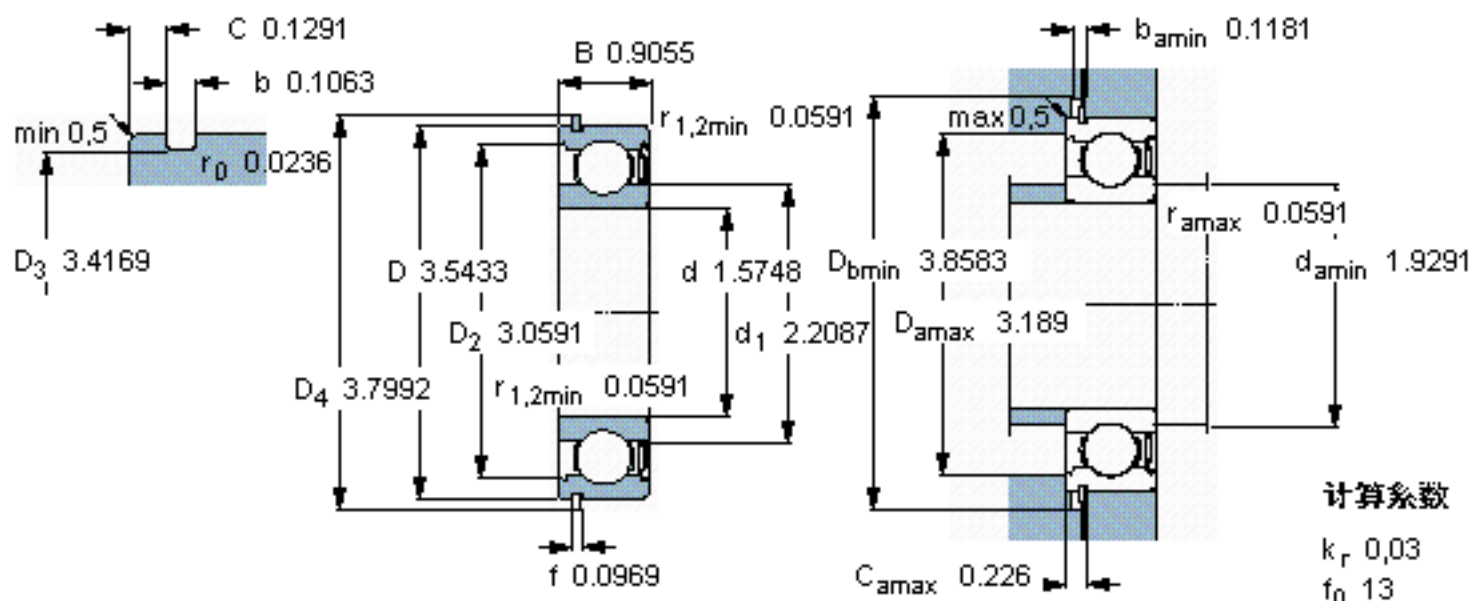 C 0.1291
b 0.1063
min 0,5
r0 0.0236
D3 3.4169
B 0.9055
r1,2min 0.0591
D 3.5433
d 1.5748
D2 3.0591
d1 2.2087
D4 3.7992
r1,2min 0.0591
f 0.0969
bamin 0.1181
max 0,5
ramax 0.0591
Dbmin 3.8583
damin 1.9291
Damax 3.189
Camax 0.226
计算系数
kr 0,03
f0 13